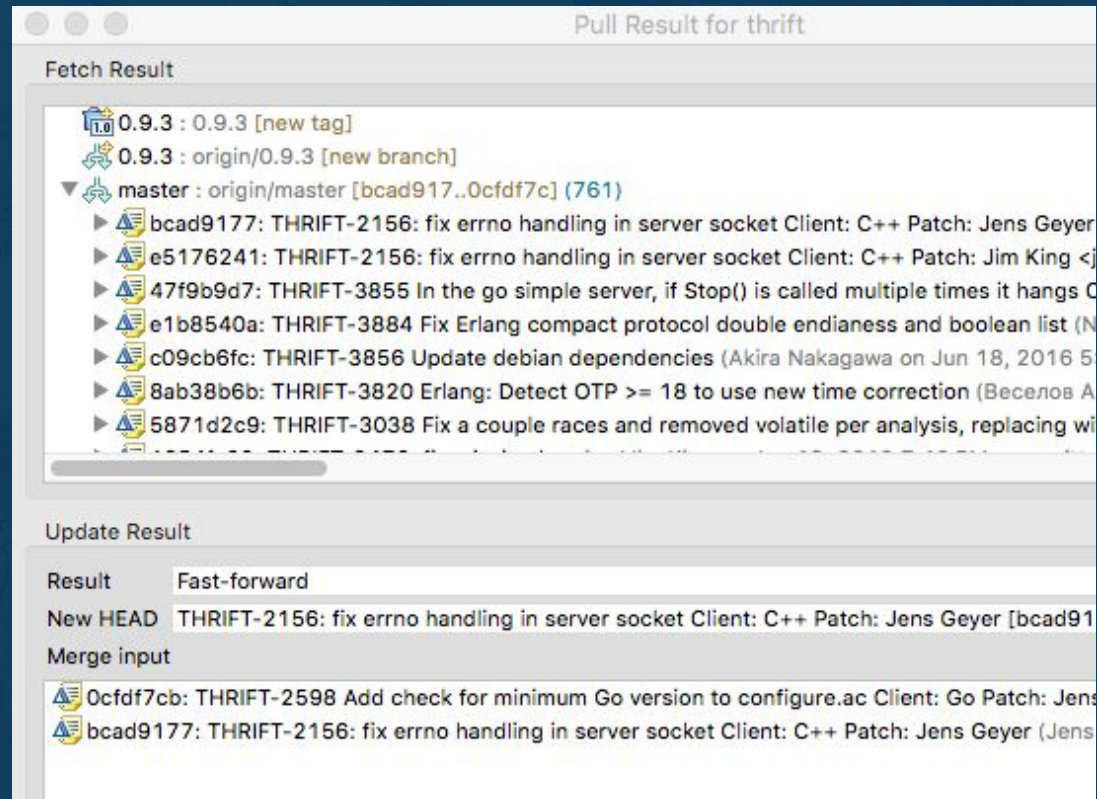 Pull Result for thrift
Fetch Result
1.0 0.9.3 : 0.9.3 [new tag]
0.9.3 : origin/0.9.3 [new branch]
master : origin/master [bcad917..0cfdf7c] (761)
bcad9177: THRIFT-2156: fix errno handling in server socket Client: C++ Patch: Jens Geyer
e5176241: THRIFT-2156: fix errno handling in server socket Client: C++ Patch: Jim King <j
47f9b9d7: THRIFT-3855 In the go simple server, if Stop() is called multiple times it hangs C
e1b8540a: THRIFT-3884 Fix Erlang compact protocol double endianess and boolean list (N
c09cb6fc: THRIFT-3856 Update debian dependencies (Akira Nakagawa on Jun 18, 2016 5:
8ab38b6b: THRIFT-3820 Erlang: Detect OTP >= 18 to use new time correction (Веселов А
5871d2c9: THRIFT-3038 Fix a couple races and removed volatile per analysis, replacing wi
Update Result
Result Fast-forward
New HEAD THRIFT-2156: fix errno handling in server socket Client: C++ Patch: Jens Geyer [bcad91
Merge input
0cfdf7cb: THRIFT-2598 Add check for minimum Go version to configure.ac Client: Go Patch: Jens
bcad9177: THRIFT-2156: fix errno handling in server socket Client: C++ Patch: Jens Geyer (Jens